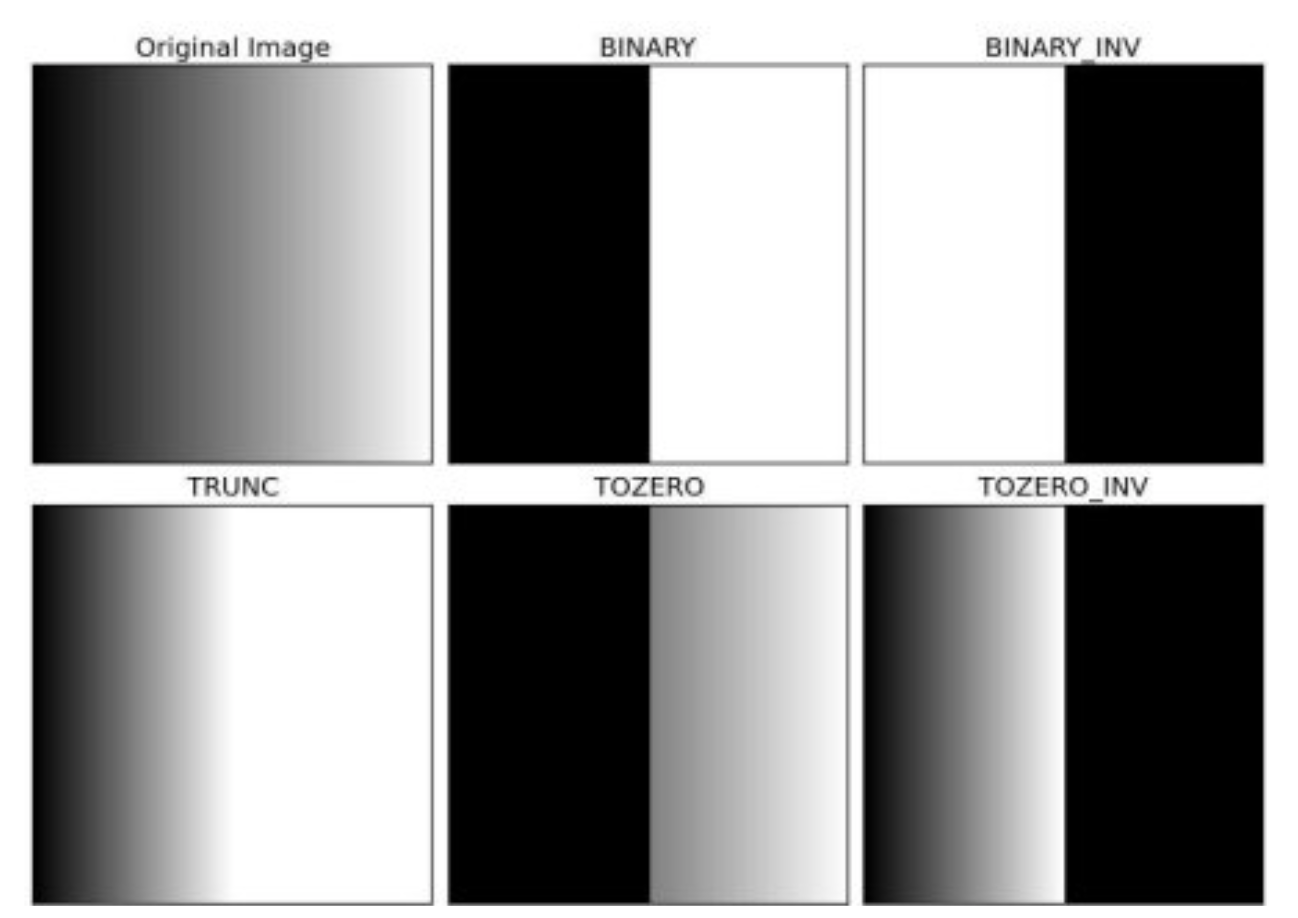 Original Image
BINARY
BINARY_INV
TRUNC
TOZERO
TOZERO_INV